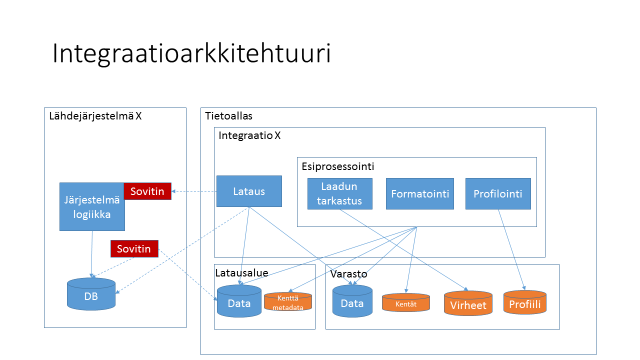 Integraatioarkkitehtuuri
Lähdejärjestelmä X
Tietoallas
Integraatio X
Esiprosessointi
Järjestelmä
logiikka
Sovitin
Lataus
Laadun
tarkastus
Formatointi
Profilointi
Sovitin
DB
Latausalue
Data
Kenttä
metadata
Varasto
Data
Kentät
Virheet
Profiili